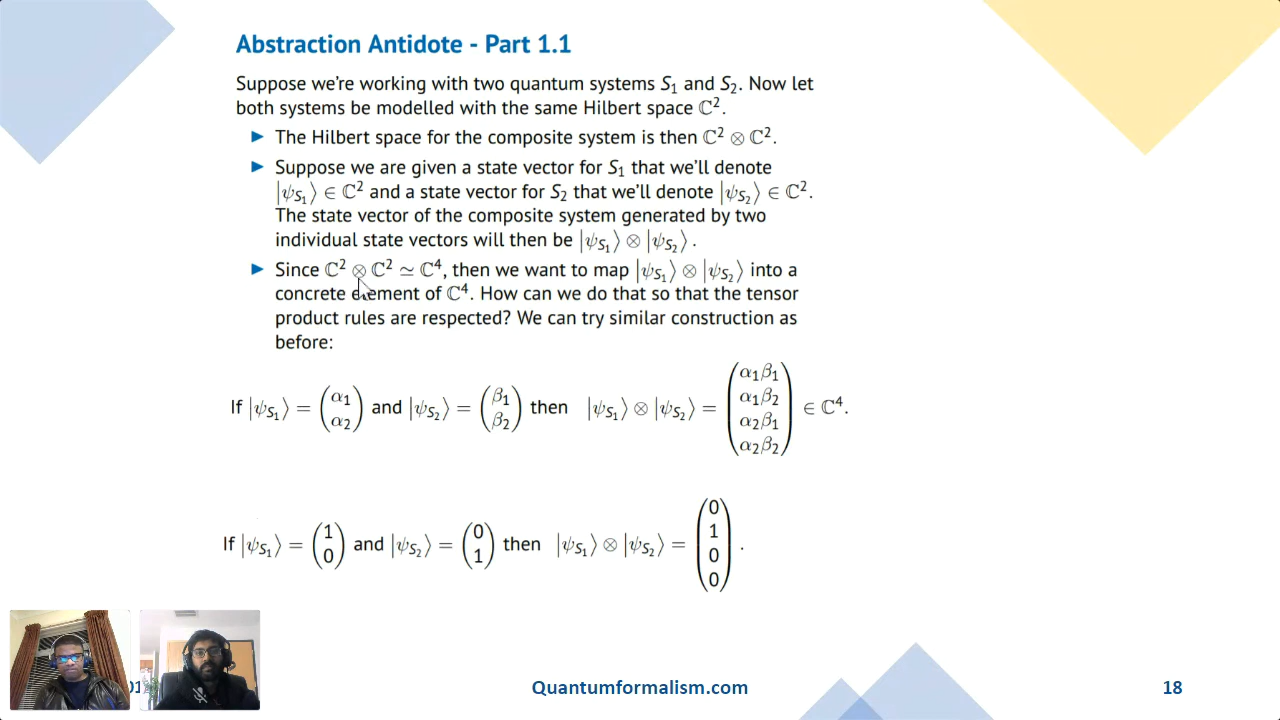 Abstraction Antidote - Part 1.1
Suppose we're working with two quantum systems S₁ and S₂. Now let
both systems be modelled with the same Hilbert space ℂ².
▶ The Hilbert space for the composite system is then ℂ² ⊗ ℂ².
▶ Suppose we are given a state vector for S₁ that we'll denote
|ψ_S₁⟩ ∈ ℂ² and a state vector for S₂ that we'll denote |ψ_S₂⟩ ∈ ℂ².
The state vector of the composite system generated by two
individual state vectors will then be |ψ_S₁⟩ ⊗ |ψ_S₂⟩.
▶ Since ℂ² ⊗ ℂ² ≃ ℂ⁴, then we want to map |ψ_S₁⟩ ⊗ |ψ_S₂⟩ into a
concrete element of ℂ⁴. How can we do that so that the tensor
product rules are respected? We can try similar construction as
before:
If |ψ_S₁⟩ = (α₁ α₂) and |ψ_S₂⟩ = (β₁ β₂) then |ψ_S₁⟩ ⊗ |ψ_S₂⟩ = (α₁β₁ α₁β₂ α₂β₁ α₂β₂) ∈ ℂ⁴.
If |ψ_S₁⟩ = (1 0) and |ψ_S₂⟩ = (0 1) then |ψ_S₁⟩ ⊗ |ψ_S₂⟩ = (0 1 0 0).
Quantumformalism.com
18